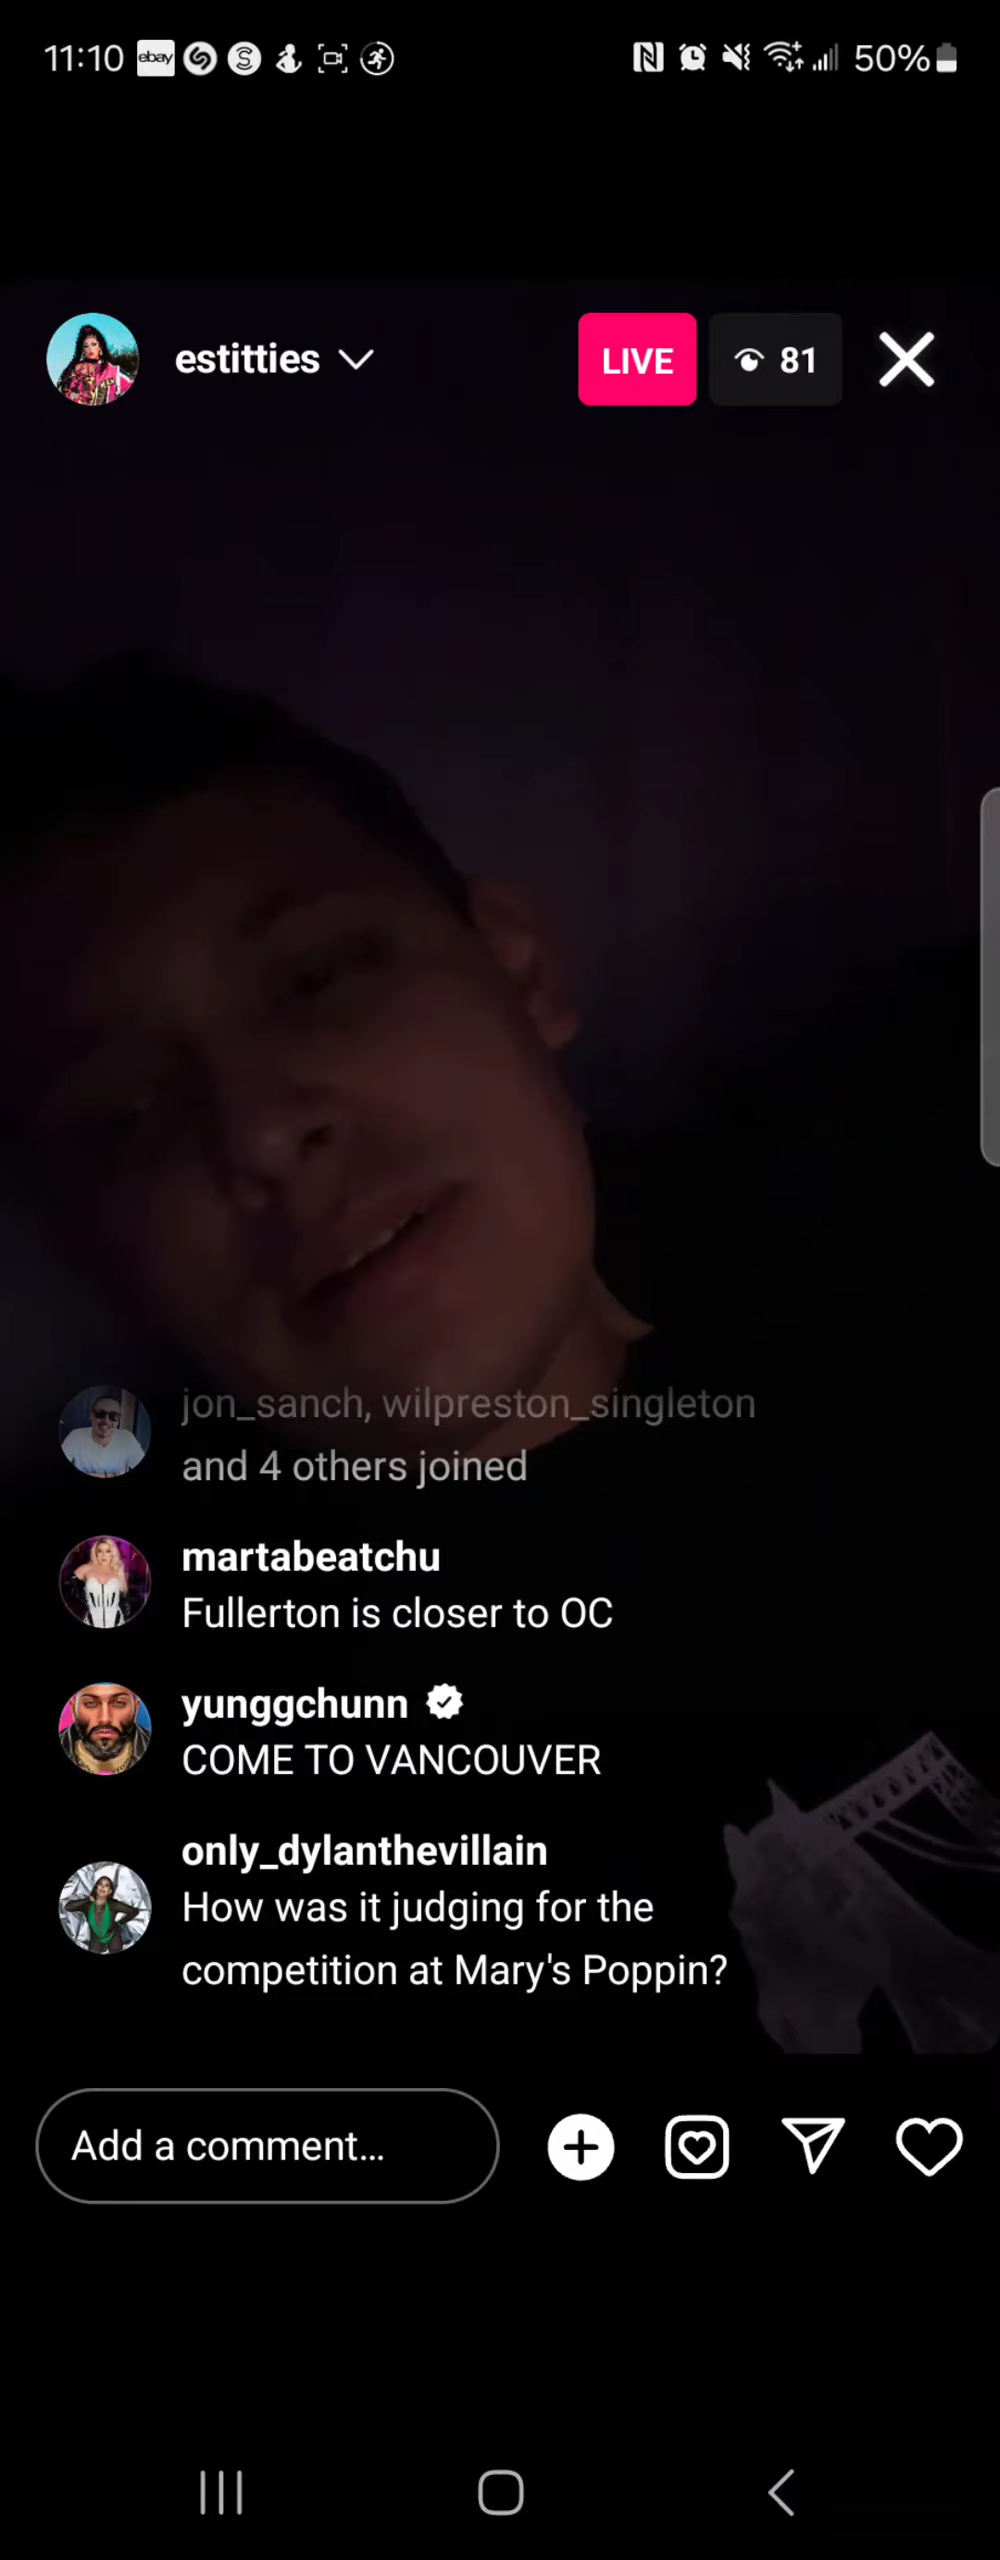 11:10 ebay 50%
estitties LIVE 81
jon_sanch, wilpreston_singleton
and 4 others joined
martabeatchu
Fullerton is closer to OC
yunggchunn
COME TO VANCOUVER
only_dylanthevillain
How was it judging for the
competition at Mary's Poppin?
Add a comment...